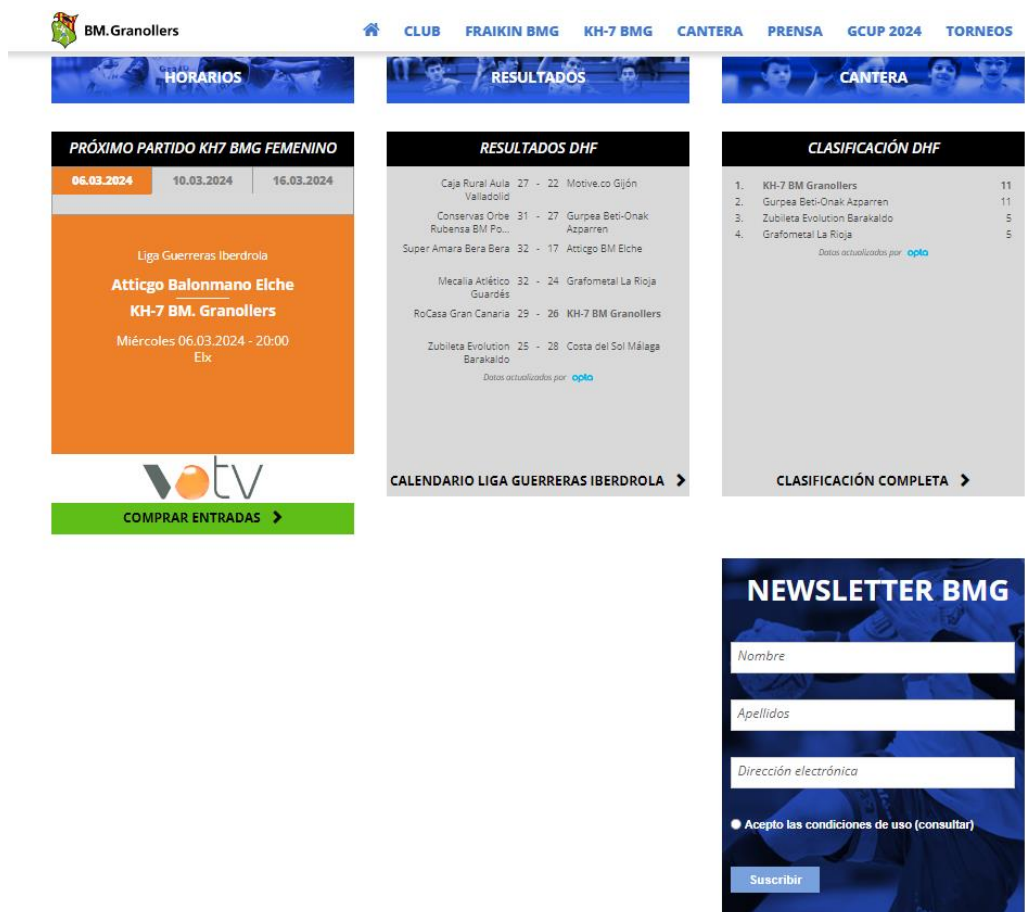 BM.Granollers
CLUB FRAIKIN BMG KH-7 BMG CANTERA PRENSA GCUP 2024 TORNEOS
HORARIOS
RESULTADOS
CANTERA
PRÓXIMO PARTIDO KH7 BMG FEMENINO
06.03.2024 10.03.2024 16.03.2024
Liga Guerreras Iberdrola
Atticgo Balonmano Elche
KH-7 BM. Granollers
Miércoles 06.03.2024 - 20:00
Elx
votv
COMPRAR ENTRADAS
RESULTADOS DHF
Caja Rural Aula 27 - 22 Motive.co Gijón
Valladolid
Conservas Orbe 31 - 27 Gurpea Beti-Onak
Rubensa BM Po... Azparren
Super Amara Bera Bera 32 - 17 Atticgo BM Elche
Mecalia Atlético 32 - 24 Grafometal La Rioja
Guardés
RoCasa Gran Canaria 29 - 26 KH-7 BM Granollers
Zubileta Evolution 25 - 28 Costa del Sol Málaga
Barakaldo
Datos actualizados por opta
CALENDARIO LIGA GUERRERAS IBERDROLA
CLASIFICACIÓN DHF
1. KH-7 BM Granollers 11
2. Gurpea Beti-Onak Azparren 11
3. Zubileta Evolution Barakaldo 5
4. Grafometal La Rioja 5
Datos actualizados por opta
CLASIFICACIÓN COMPLETA
NEWSLETTER BMG
Nombre
Apellidos
Dirección electrónica
Acepto las condiciones de uso (consultar)
Suscribir